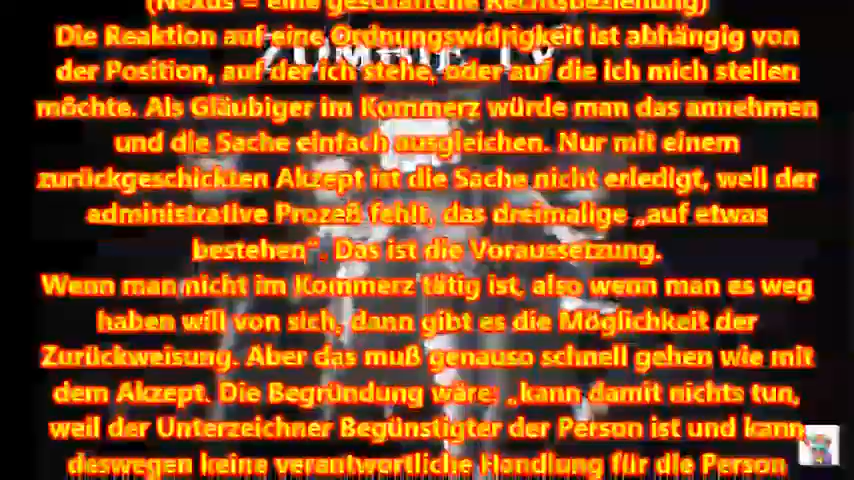 (Nexus = eine geschaffene Rechtsbeziehung)
Die Reaktion auf eine Ordnungswidrigkeit ist abhängig von
ZOMBIE TV
der Position, auf der ich stehe, oder auf die ich mich stellen
möchte. Als Gläubiger im Kommerz würde man das annehmen
und die Sache einfach ausgleichen. Nur mit einem
zurückgeschickten Akzept ist die Sache nicht erledigt, weil der
administrative Prozeß fehlt, das dreimalige „auf etwas
bestehen“. Das ist die Voraussetzung.
Wenn man nicht im Kommerz tätig ist, also wenn man es weg
haben will von sich, dann gibt es die Möglichkeit der
Zurückweisung. Aber das muß genauso schnell gehen wie mit
dem Akzept. Die Begründung wäre: „kann damit nichts tun,
weil der Unterzeichner Begünstigter der Person ist und kann
deswegen keine verantwortliche Handlung für die Person